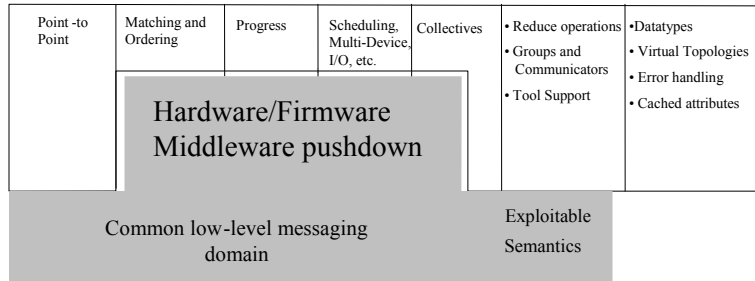 Point -to
Point
Matching and
Ordering
Progress
Scheduling,
Multi-Device,
I/O, etc.
Collectives
• Reduce operations
• Groups and
Communicators
• Tool Support
•Datatypes
• Virtual Topologies
• Error handling
• Cached attributes
Hardware/Firmware
Middleware pushdown
Common low-level messaging
domain
Exploitable
Semantics